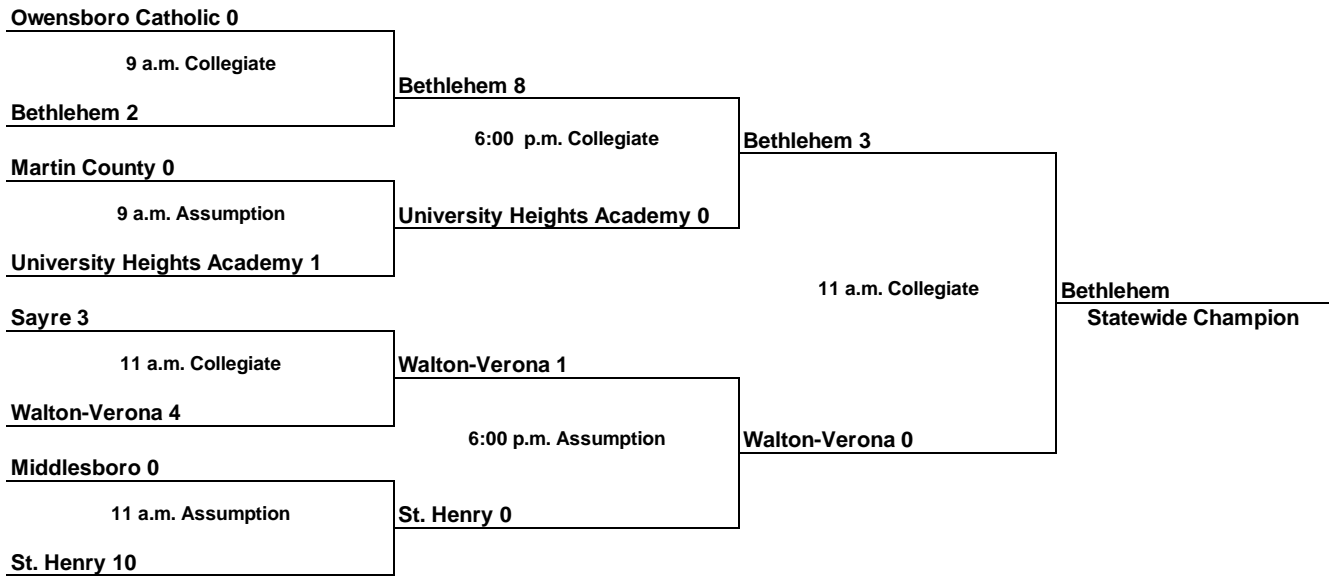 Owensboro Catholic 0
9 a.m. Collegiate
Bethlehem 8
Bethlehem 2
6:00 p.m. Collegiate
Bethlehem 3
Martin County 0
9 a.m. Assumption
University Heights Academy 0
University Heights Academy 1
11 a.m. Collegiate
Bethlehem
Statewide Champion
Sayre 3
11 a.m. Collegiate
Walton-Verona 1
Walton-Verona 4
6:00 p.m. Assumption
Walton-Verona 0
Middlesboro 0
11 a.m. Assumption
St. Henry 0
St. Henry 10